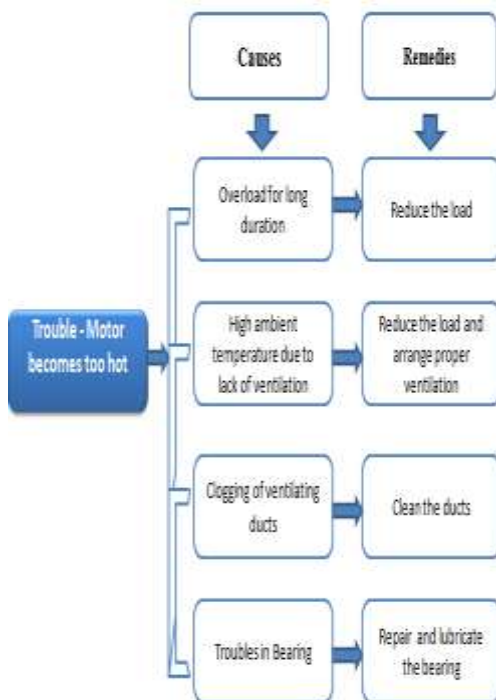 Causes
Remedies
Overload for long
duration
Reduce the load
Trouble - Motor
becomes too hot
High ambient
temperature due to
lack of ventilation
Reduce the load and
arrange proper
ventilation
Clogging of ventilating
ducts
Clean the ducts
Troubles in Bearing
Repair and lubricate
the bearing